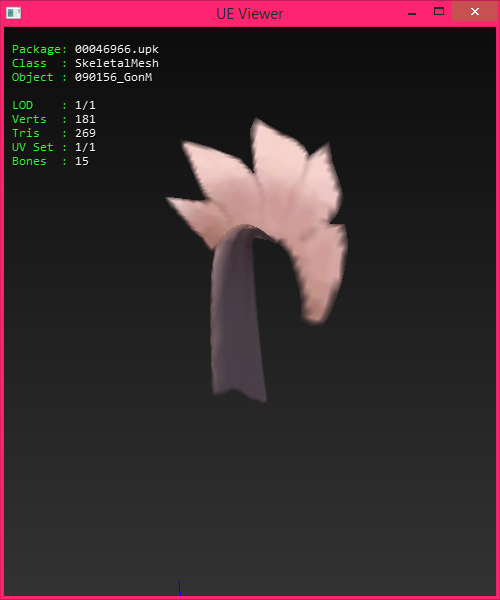 UE Viewer
Package: 00046966.upk
Class : SkeletalMesh
Object : 090156_GonM
LOD : 1/1
Verts : 181
Tris : 269
UV Set : 1/1
Bones : 15